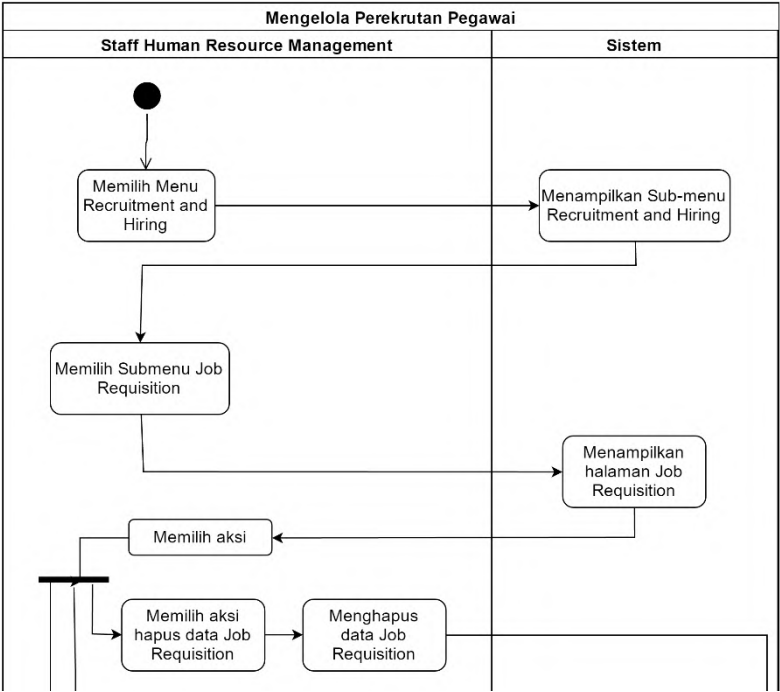 Mengelola Perekrutan Pegawai
Staff Human Resource Management
Sistem
Memilih Menu
Recruitment and
Hiring
Menampilkan Sub-menu
Recruitment and Hiring
Memilih Submenu Job
Requisition
Menampilkan
halaman Job
Requisition
Memilih aksi
Memilih aksi
hapus data Job
Requisition
Menghapus
data Job
Requisition